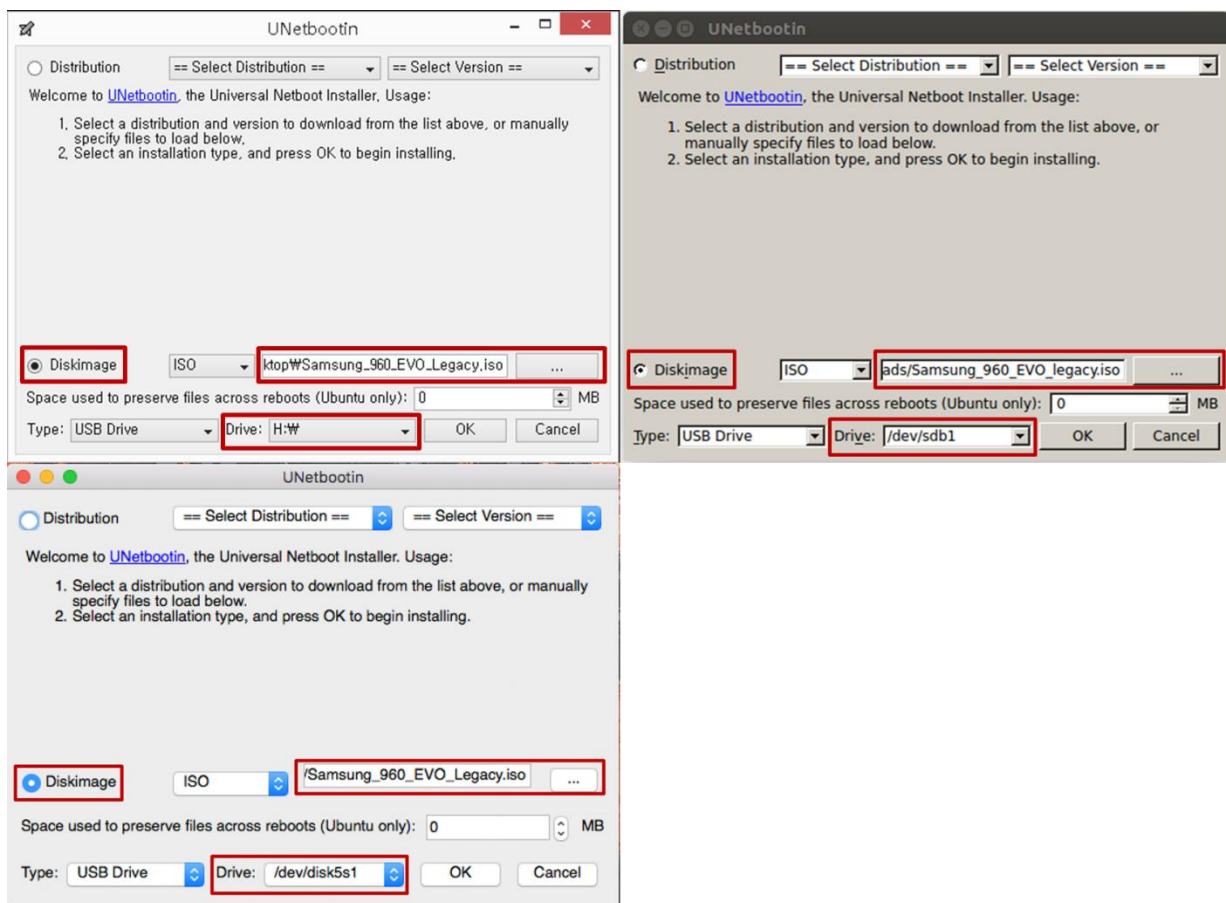 UNetbootin
Distribution == Select Distribution == == Select Version ==
Welcome to UNetbootin, the Universal Netboot Installer. Usage:
1. Select a distribution and version to download from the list above, or manually
specify files to load below.
2. Select an installation type, and press OK to begin installing.
Diskimage ISO ktop₩Samsung_960_EVO_Legacy.iso ...
Space used to preserve files across reboots (Ubuntu only): 0 MB
Type: USB Drive Drive: H:₩ OK Cancel
UNetbootin
Distribution == Select Distribution == == Select Version ==
Welcome to UNetbootin, the Universal Netboot Installer. Usage:
1. Select a distribution and version to download from the list above, or
manually specify files to load below.
2. Select an installation type, and press OK to begin installing.
Diskimage ISO ads/Samsung_960_EVO_legacy.iso ...
Space used to preserve files across reboots (Ubuntu only): 0 MB
Type: USB Drive Drive: /dev/sdb1 OK Cancel
UNetbootin
Distribution == Select Distribution == == Select Version ==
Welcome to UNetbootin, the Universal Netboot Installer. Usage:
1. Select a distribution and version to download from the list above, or manually
specify files to load below.
2. Select an installation type, and press OK to begin installing.
Diskimage ISO /Samsung_960_EVO_Legacy.iso ...
Space used to preserve files across reboots (Ubuntu only): 0 MB
Type: USB Drive Drive: /dev/disk5s1 OK Cancel